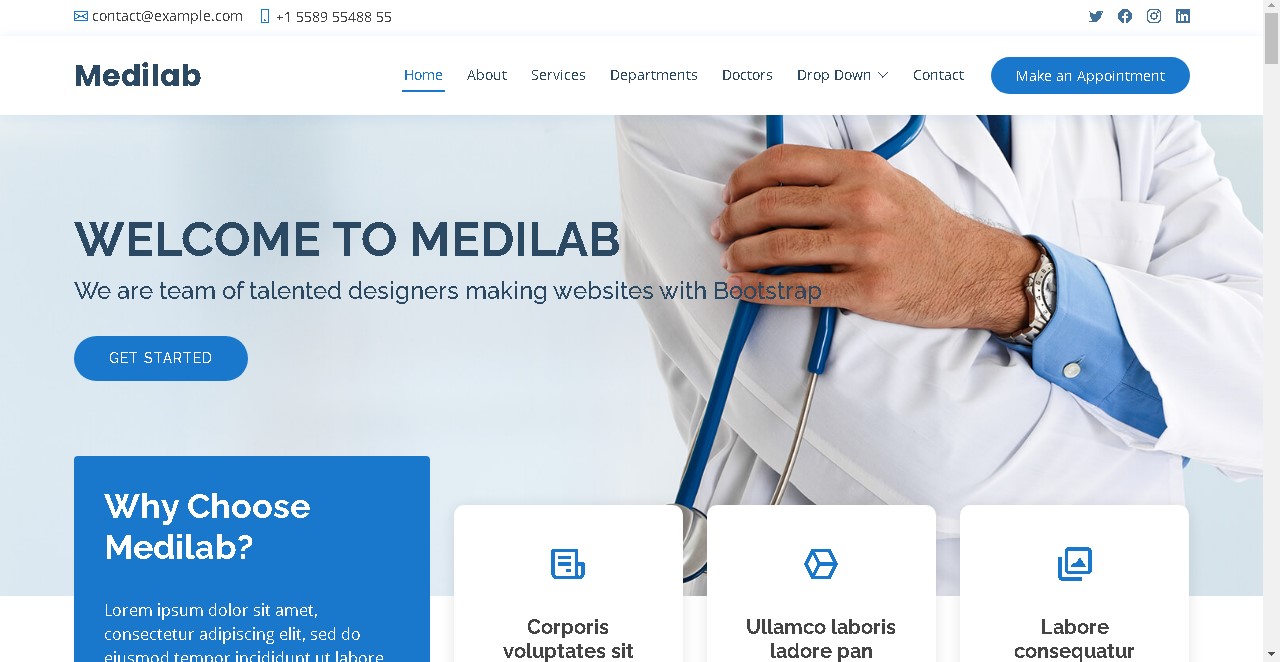 contact@example.com +1 5589 55488 55
Medilab
Home About Services Departments Doctors Drop Down Contact Make an Appointment
WELCOME TO MEDILAB
We are team of talented designers making websites with Bootstrap
GET STARTED
Why Choose
Medilab?
Lorem ipsum dolor sit amet,
consectetur adipiscing elit, sed do
eiusmod tempor incididunt ut labore
Corporis
voluptates sit
Ullamco laboris
ladore pan
Labore
consequatur